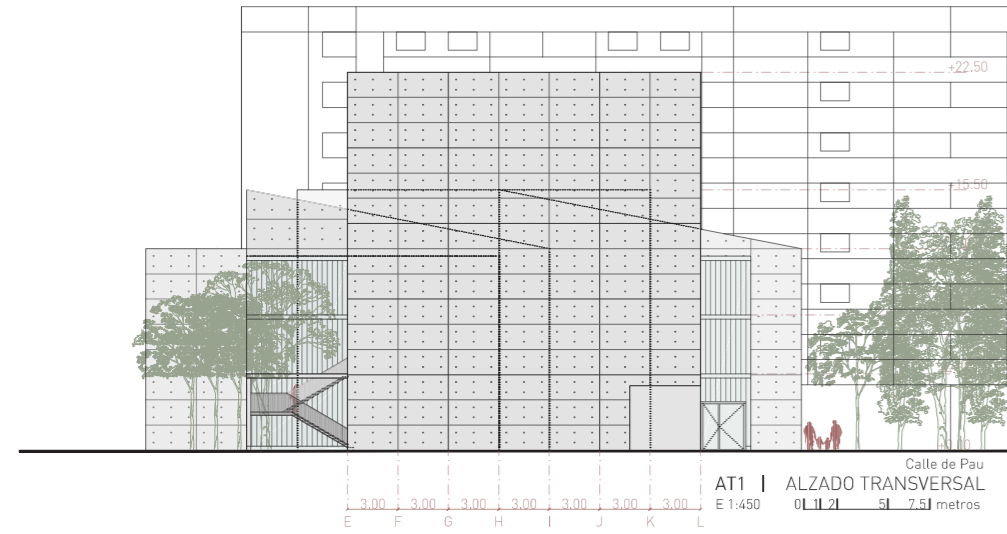 +22.50
+15.50
Calle de Pau
3.00 3.00 3.00 3.00 3.00 3.00 3.00
E F G H I J K L
AT1 | ALZADO TRANSVERSAL
E 1:450 0 1 2 5 7.5 metros